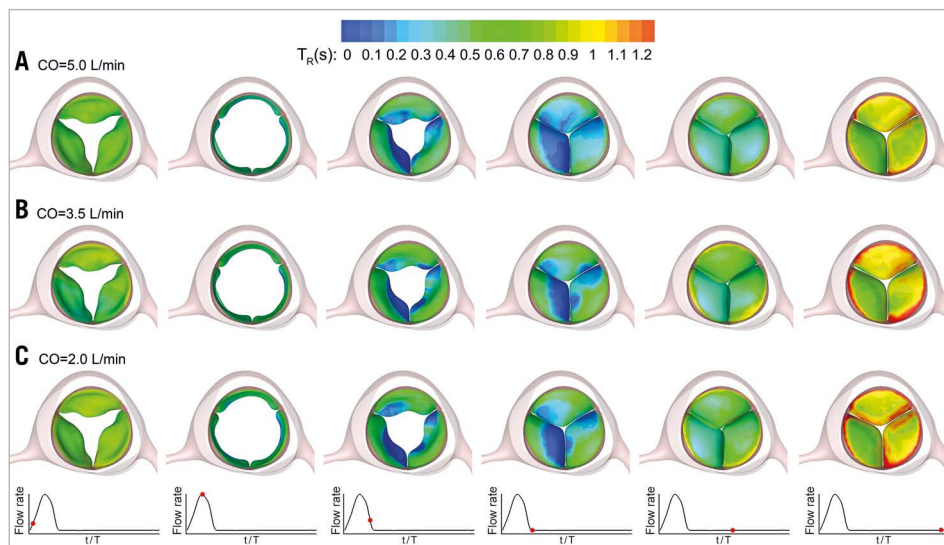 T_R(s): 0 0.1 0.2 0.3 0.4 0.5 0.6 0.7 0.8 0.9 1 1.1 1.2
A CO=5.0 L/min
B CO=3.5 L/min
C CO=2.0 L/min
Flow rate Flow rate Flow rate Flow rate Flow rate Flow rate
t/T t/T t/T t/T t/T t/T